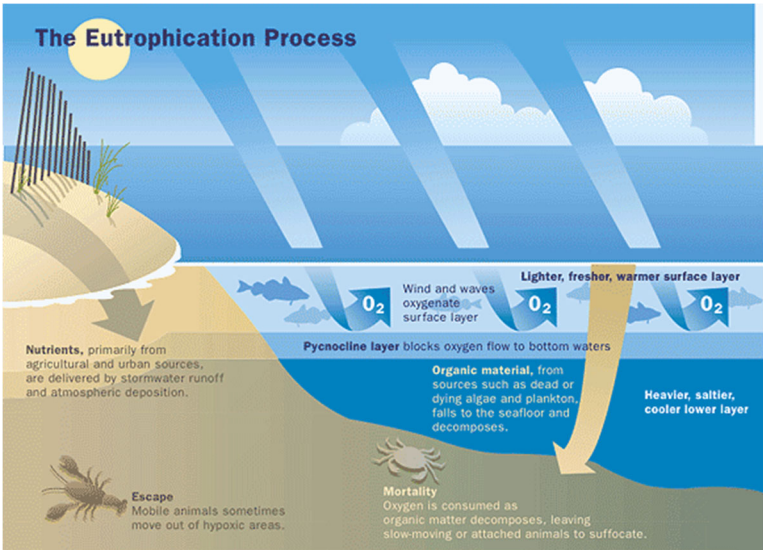 The Eutrophication Process
Lighter, fresher, warmer surface layer
Wind and waves
oxygenate
surface layer
O2
O2
O2
Pycnocline layer blocks oxygen flow to bottom waters
Nutrients, primarily from
agricultural and urban sources,
are delivered by stormwater runoff
and atmospheric deposition.
Organic material, from
sources such as dead or
dying algae and plankton,
falls to the seafloor and
decomposes.
Heavier, saltier,
cooler lower layer
Escape
Mobile animals sometimes
move out of hypoxic areas.
Mortality
Oxygen is consumed as
organic matter decomposes, leaving
slow-moving or attached animals to suffocate.